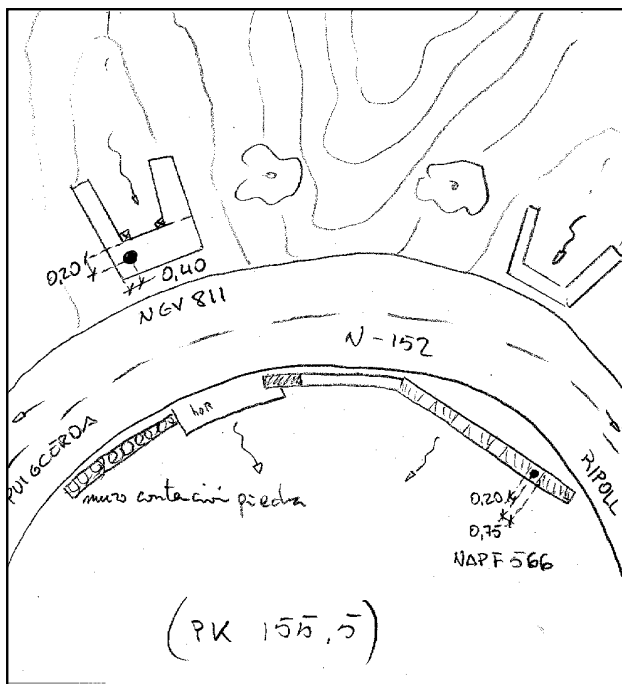 0,20
0,40
NGV 811
N-152
PUIGCERDA
hoR
RIPOLL
muro contención piedra
0,20
0,75
NAPF 566
(PK 155,5)